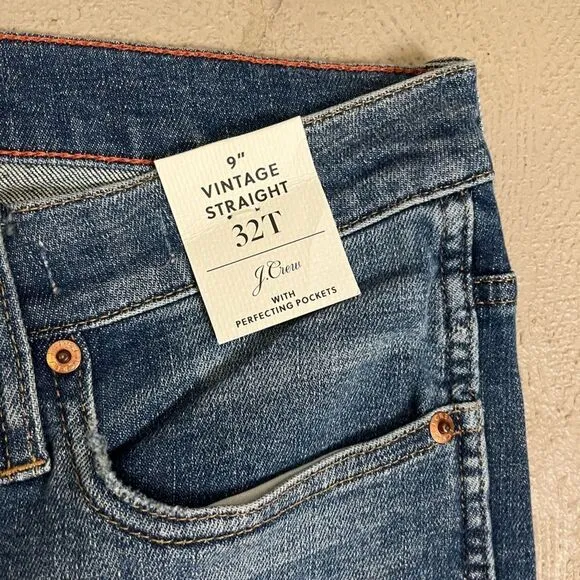 9"
VINTAGE
STRAIGHT
32T
J.Crew
WITH
PERFECTING POCKETS